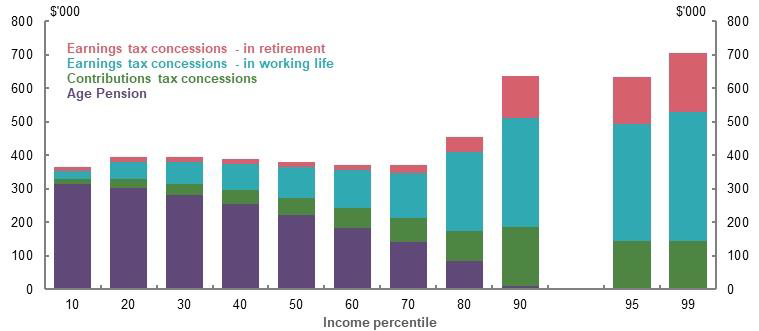 $'000 $'000
800 800
700 700
Earnings tax concessions - in retirement
Earnings tax concessions - in working life
Contributions tax concessions
Age Pension
600 600
500 500
400 400
300 300
200 200
100 100
0 0
10 20 30 40 50 60 70 80 90 95 99
Income percentile